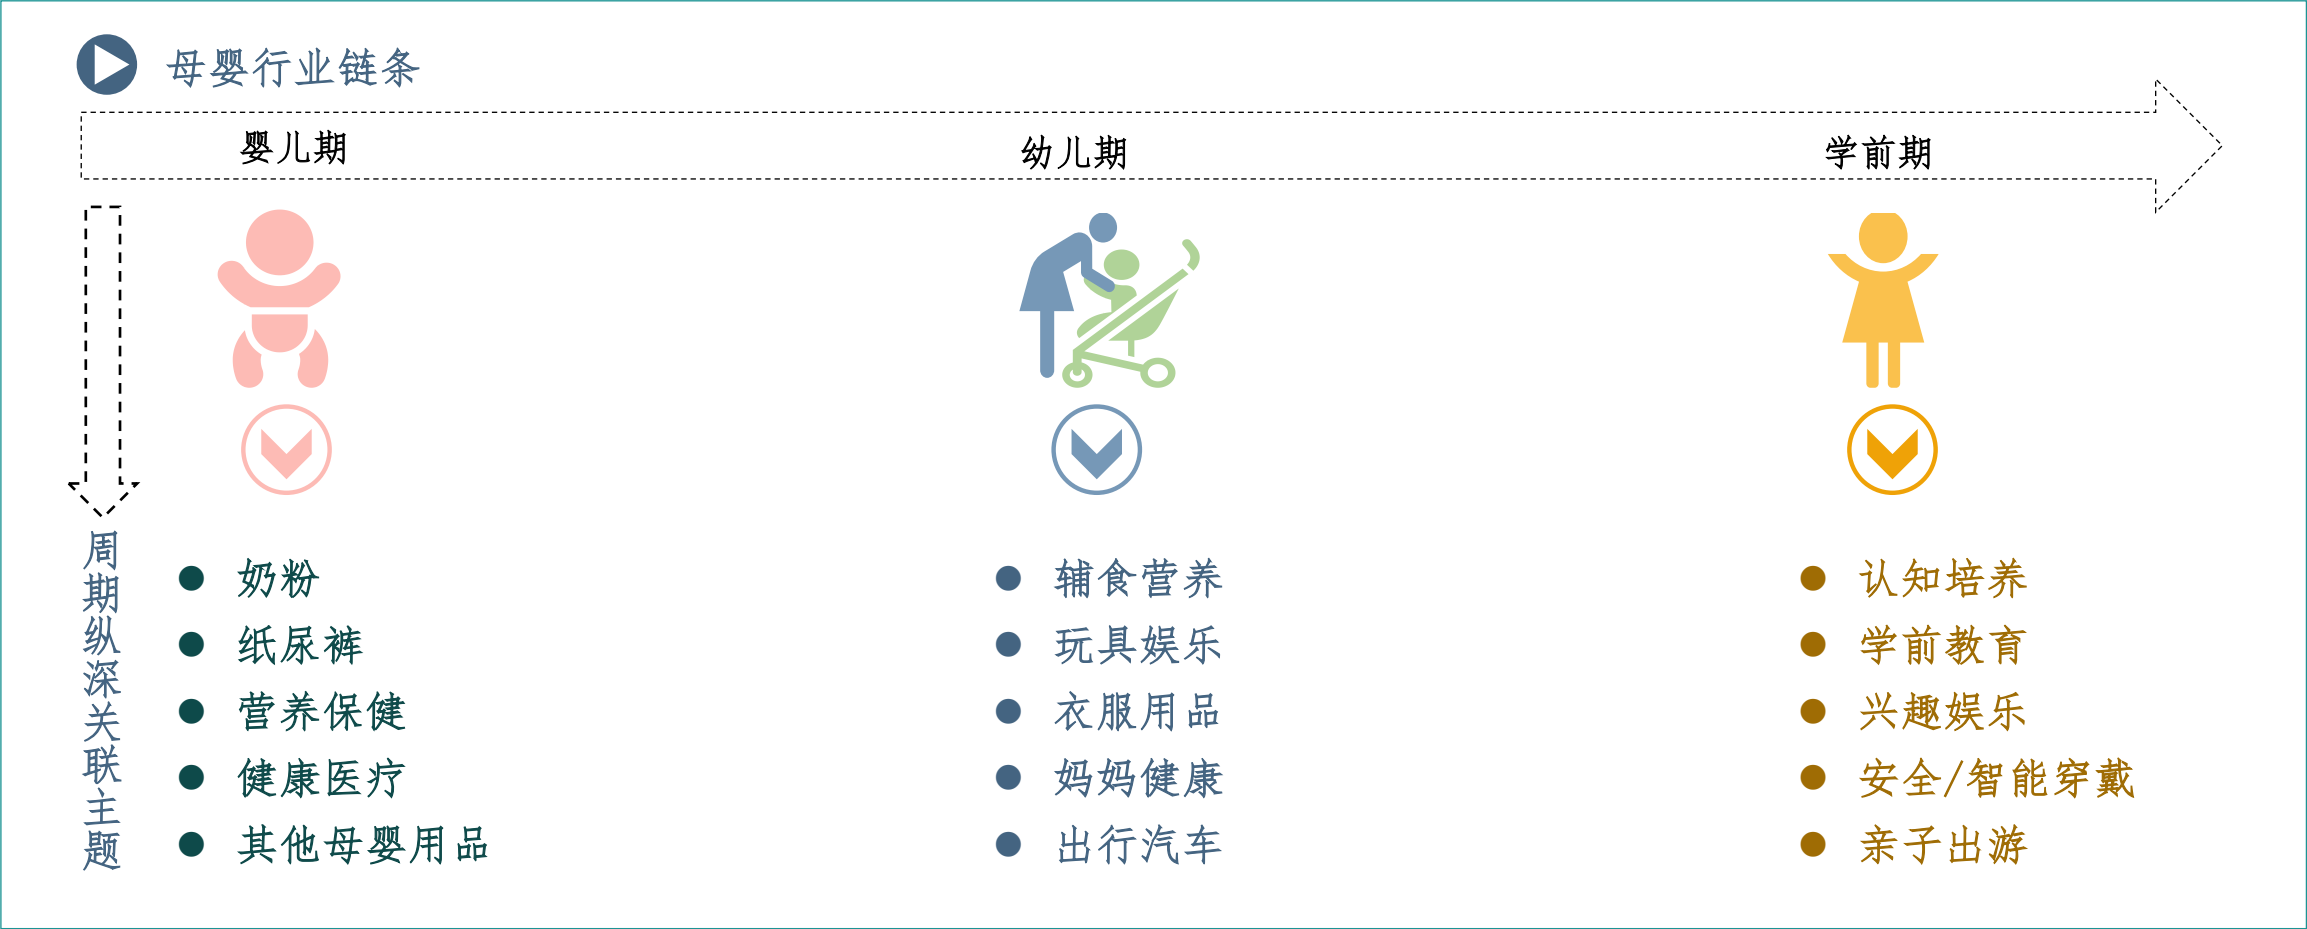 母婴行业链条
婴儿期
幼儿期
学前期
周期纵深关联主题
奶粉
纸尿裤
营养保健
健康医疗
其他母婴用品
辅食营养
玩具娱乐
衣服用品
妈妈健康
出行汽车
认知培养
学前教育
兴趣娱乐
安全/智能穿戴
亲子出游